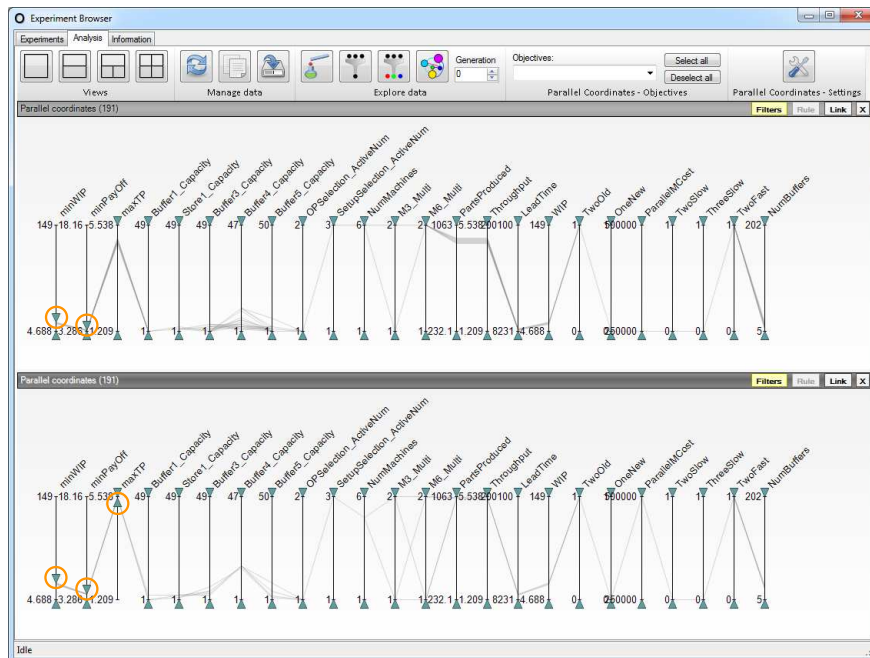 Experiment Browser
Experiments Analysis Information
Generation
0
Objectives:
Select all
Deselect all
Views Manage data Explore data Parallel Coordinates - Objectives Parallel Coordinates - Settings
Parallel coordinates (191) Filters Rule Link X
minWIP minPayOff maxTP Buffer1_Capacity Store1_Capacity Buffer3_Capacity Buffer4_Capacity Buffer5_Capacity OPSelection_ActiveNum SetupSelection_ActiveNum NumMachines M3_Multi M6_Multi PartsProduced Throughput LeadTime WIP TwoOld OneNew ParallelMCost TwoSlow ThreeSlow TwoFast NumBuffers
149 18.16 5.538 49 49 49 47 50 2 3 6 2 2 1063 5.538 200100 149 1 1 500000 1 1 1 202
4.688 3.286 1.209 1 1 1 1 1 1 1 1 1 1 232.1 1.209 8231 4.688 0 0 250000 0 0 0 5
Parallel coordinates (191) Filters Rule Link X
minWIP minPayOff maxTP Buffer1_Capacity Store1_Capacity Buffer3_Capacity Buffer4_Capacity Buffer5_Capacity OPSelection_ActiveNum SetupSelection_ActiveNum NumMachines M3_Multi M6_Multi PartsProduced Throughput LeadTime WIP TwoOld OneNew ParallelMCost TwoSlow ThreeSlow TwoFast NumBuffers
149 18.16 5.538 49 49 49 47 50 2 3 6 2 2 1063 5.538 200100 149 1 1 500000 1 1 1 202
4.688 3.286 1.209 1 1 1 1 1 1 1 1 1 1 232.1 1.209 8231 4.688 0 0 250000 0 0 0 5
Idle